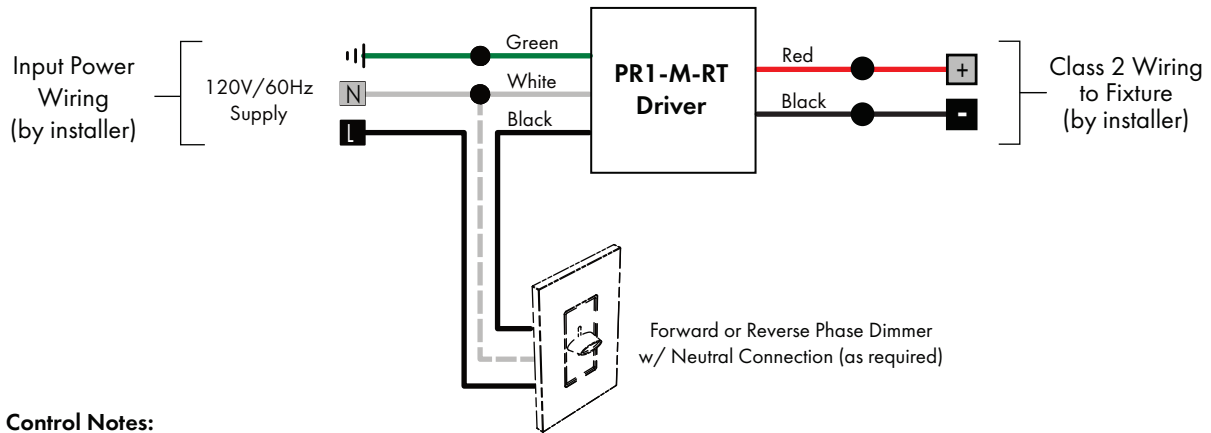 Input Power
Wiring
(by installer)
120V/60Hz
Supply
N
L
Green
White
Black
PR1-M-RT
Driver
Red
Black
+
-
Class 2 Wiring
to Fixture
(by installer)
Forward or Reverse Phase Dimmer
w/ Neutral Connection (as required)
Control Notes: